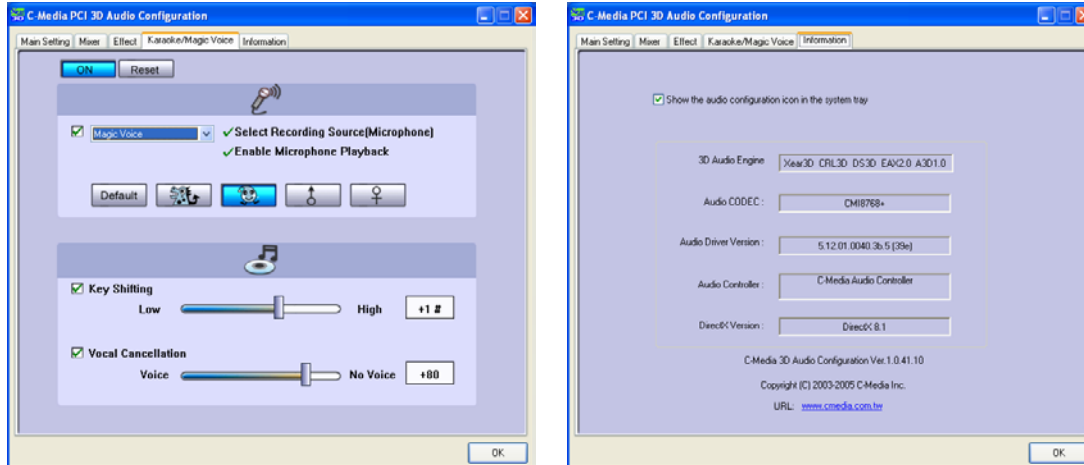 C-Media PCI 3D Audio Configuration
Main Setting Mixer Effect Karaoke/Magic Voice Information
ON Reset
Magic Voice
✓Select Recording Source(Microphone)
✓Enable Microphone Playback
Default
Key Shifting
Low High +1 #
Vocal Cancellation
Voice No Voice +80
OK
C-Media PCI 3D Audio Configuration
Main Setting Mixer Effect Karaoke/Magic Voice Information
Show the audio configuration icon in the system tray
3D Audio Engine Xear3D CRL3D DS3D EAX2.0 A3D1.0
Audio CODEC : CMI8768+
Audio Driver Version : 5.12.01.0040.3b.5 (39e)
Audio Controller : C-Media Audio Controller
DirectX Version : DirectX 8.1
C-Media 3D Audio Configuration Ver.1.0.41.10
Copyright (C) 2003-2005 C-Media Inc.
URL: www.cmedia.com.tw
OK